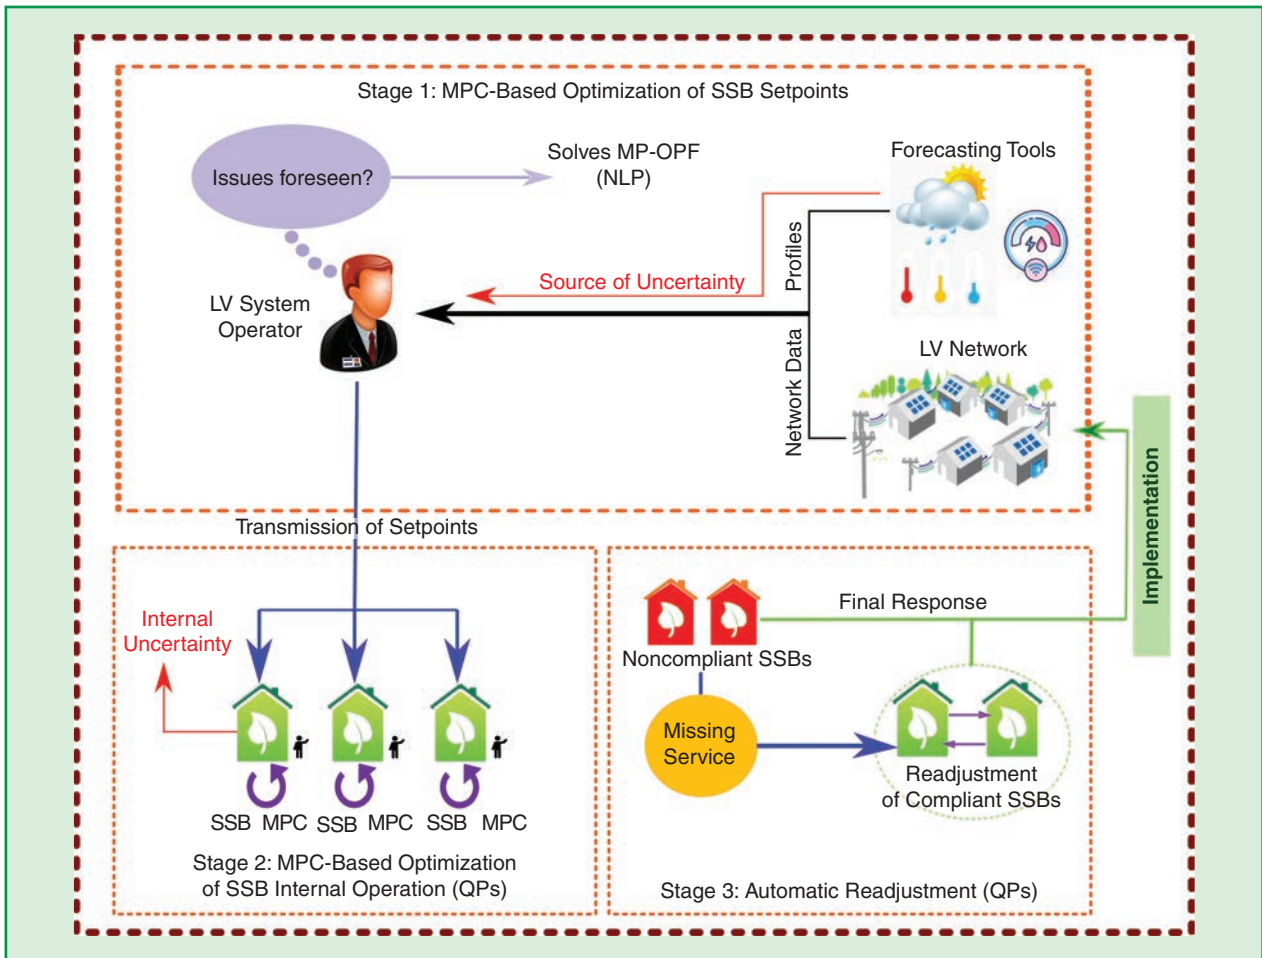 Stage 1: MPC-Based Optimization of SSB Setpoints
Issues foreseen?
Solves MP-OPF
(NLP)
Forecasting Tools
Profiles
Source of Uncertainty
LV System
Operator
LV Network
Network Data
Implementation
Transmission of Setpoints
Internal
Uncertainty
SSB MPC
SSB MPC
SSB MPC
Stage 2: MPC-Based Optimization
of SSB Internal Operation (QPs)
Final Response
Noncompliant SSBs
Missing
Service
Readjustment
of Compliant SSBs
Stage 3: Automatic Readjustment (QPs)